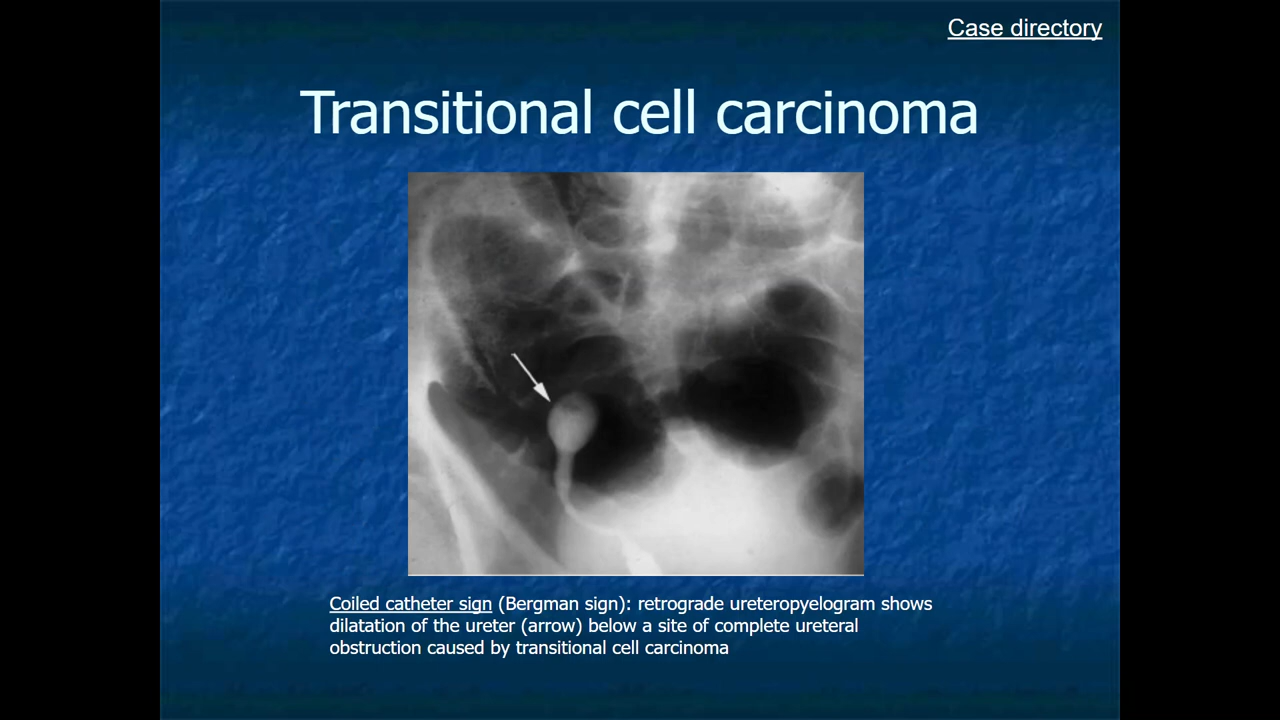 Case directory
Transitional cell carcinoma
Coiled catheter sign (Bergman sign): retrograde ureteropyelogram shows
dilatation of the ureter (arrow) below a site of complete ureteral
obstruction caused by transitional cell carcinoma